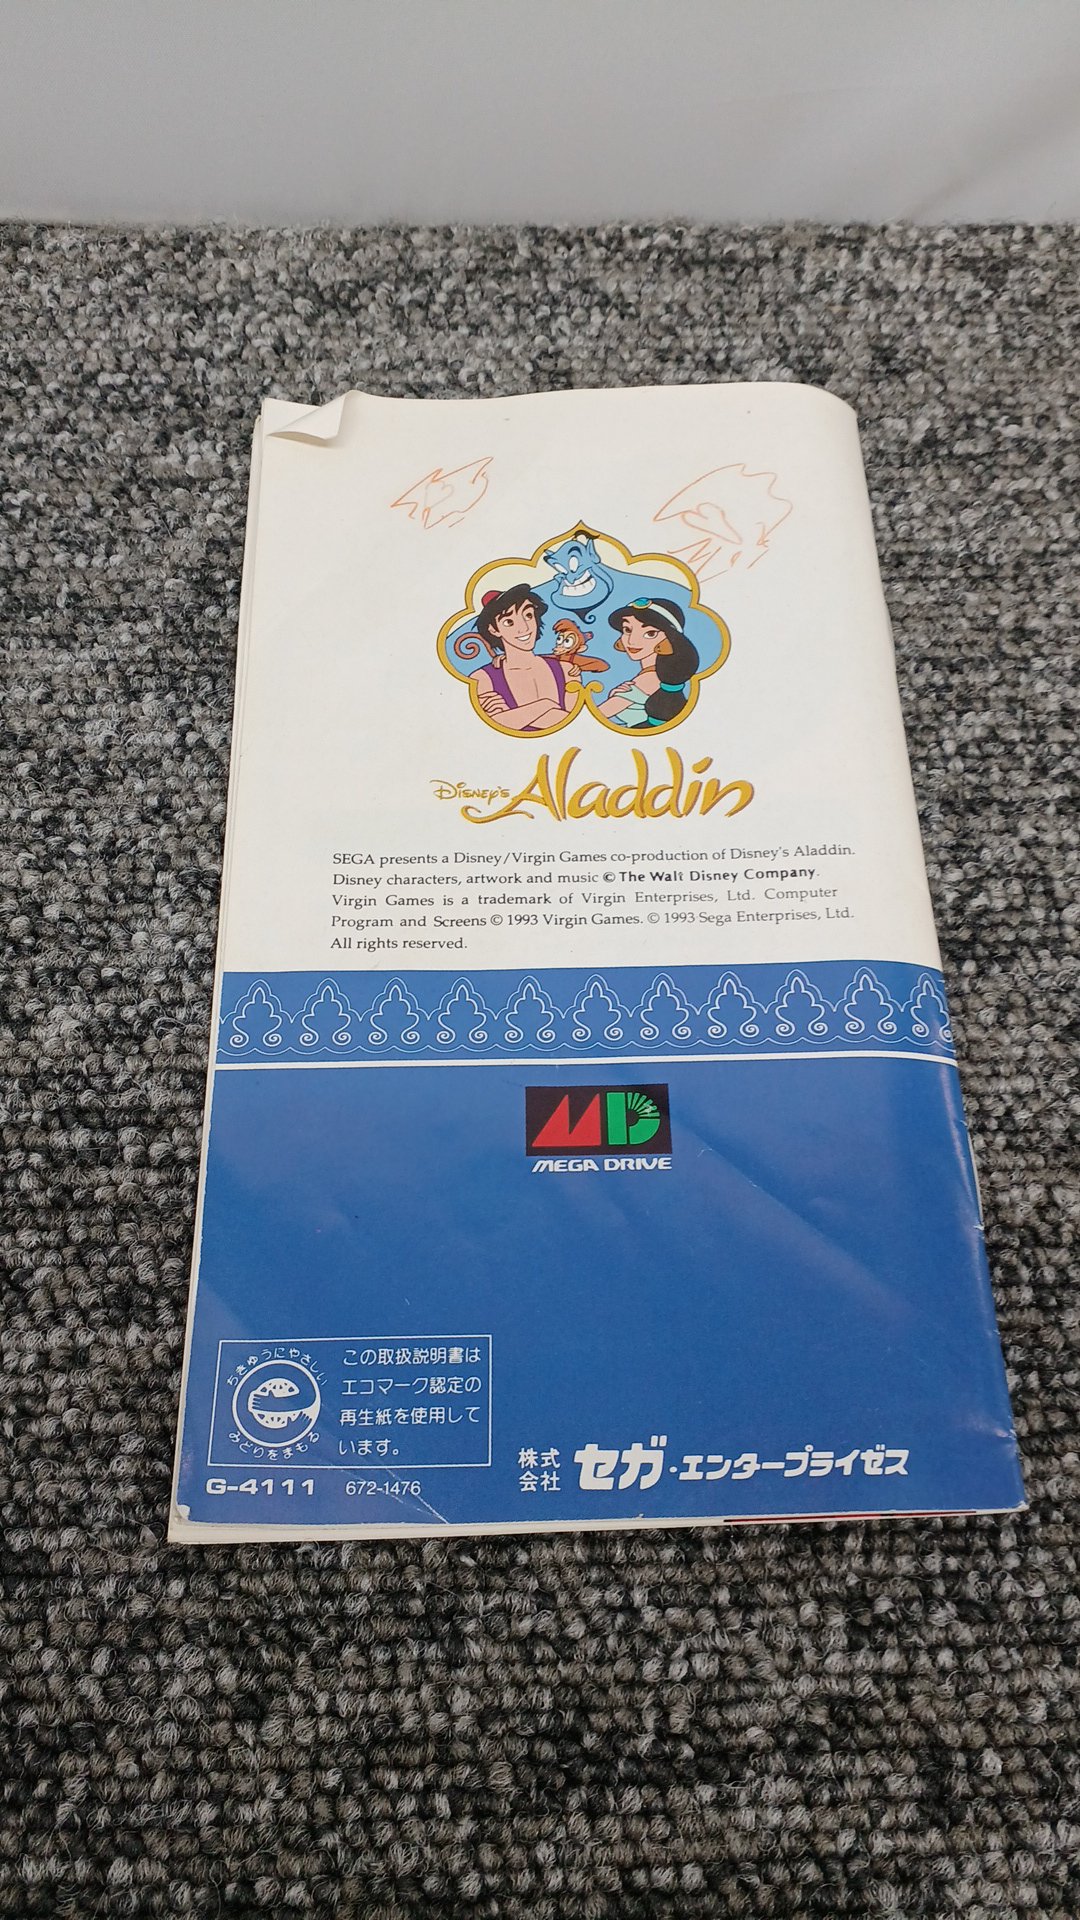 Disney's Aladdin
SEGA presents a Disney/Virgin Games co-production of Disney's Aladdin.
Disney characters, artwork and music © The Walt Disney Company.
Virgin Games is a trademark of Virgin Enterprises, Ltd. Computer
Program and Screens © 1993 Virgin Games. © 1993 Sega Enterprises, Ltd.
All rights reserved.
MD
MEGA DRIVE
ちきゅうにやさしい
みどりをまもる
この取扱説明書は
エコマーク認定の
再生紙を使用して
います。
G-4111 672-1476
株式会社 セガ・エンタープライゼス